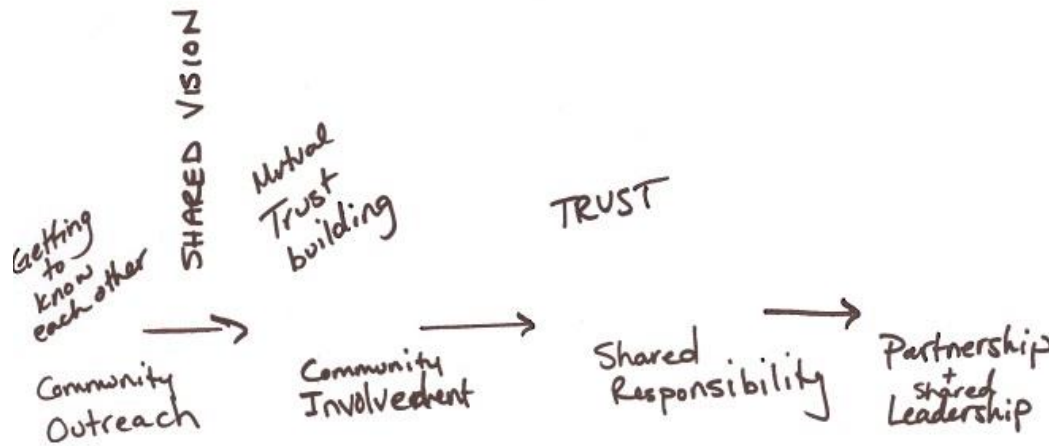 SHARED VISION
Mutual
Trust
building
TRUST
Getting
to
know
each other
Community
Outreach
Community
Involvement
Shared
Responsibility
Partnership
+
shared
Leadership